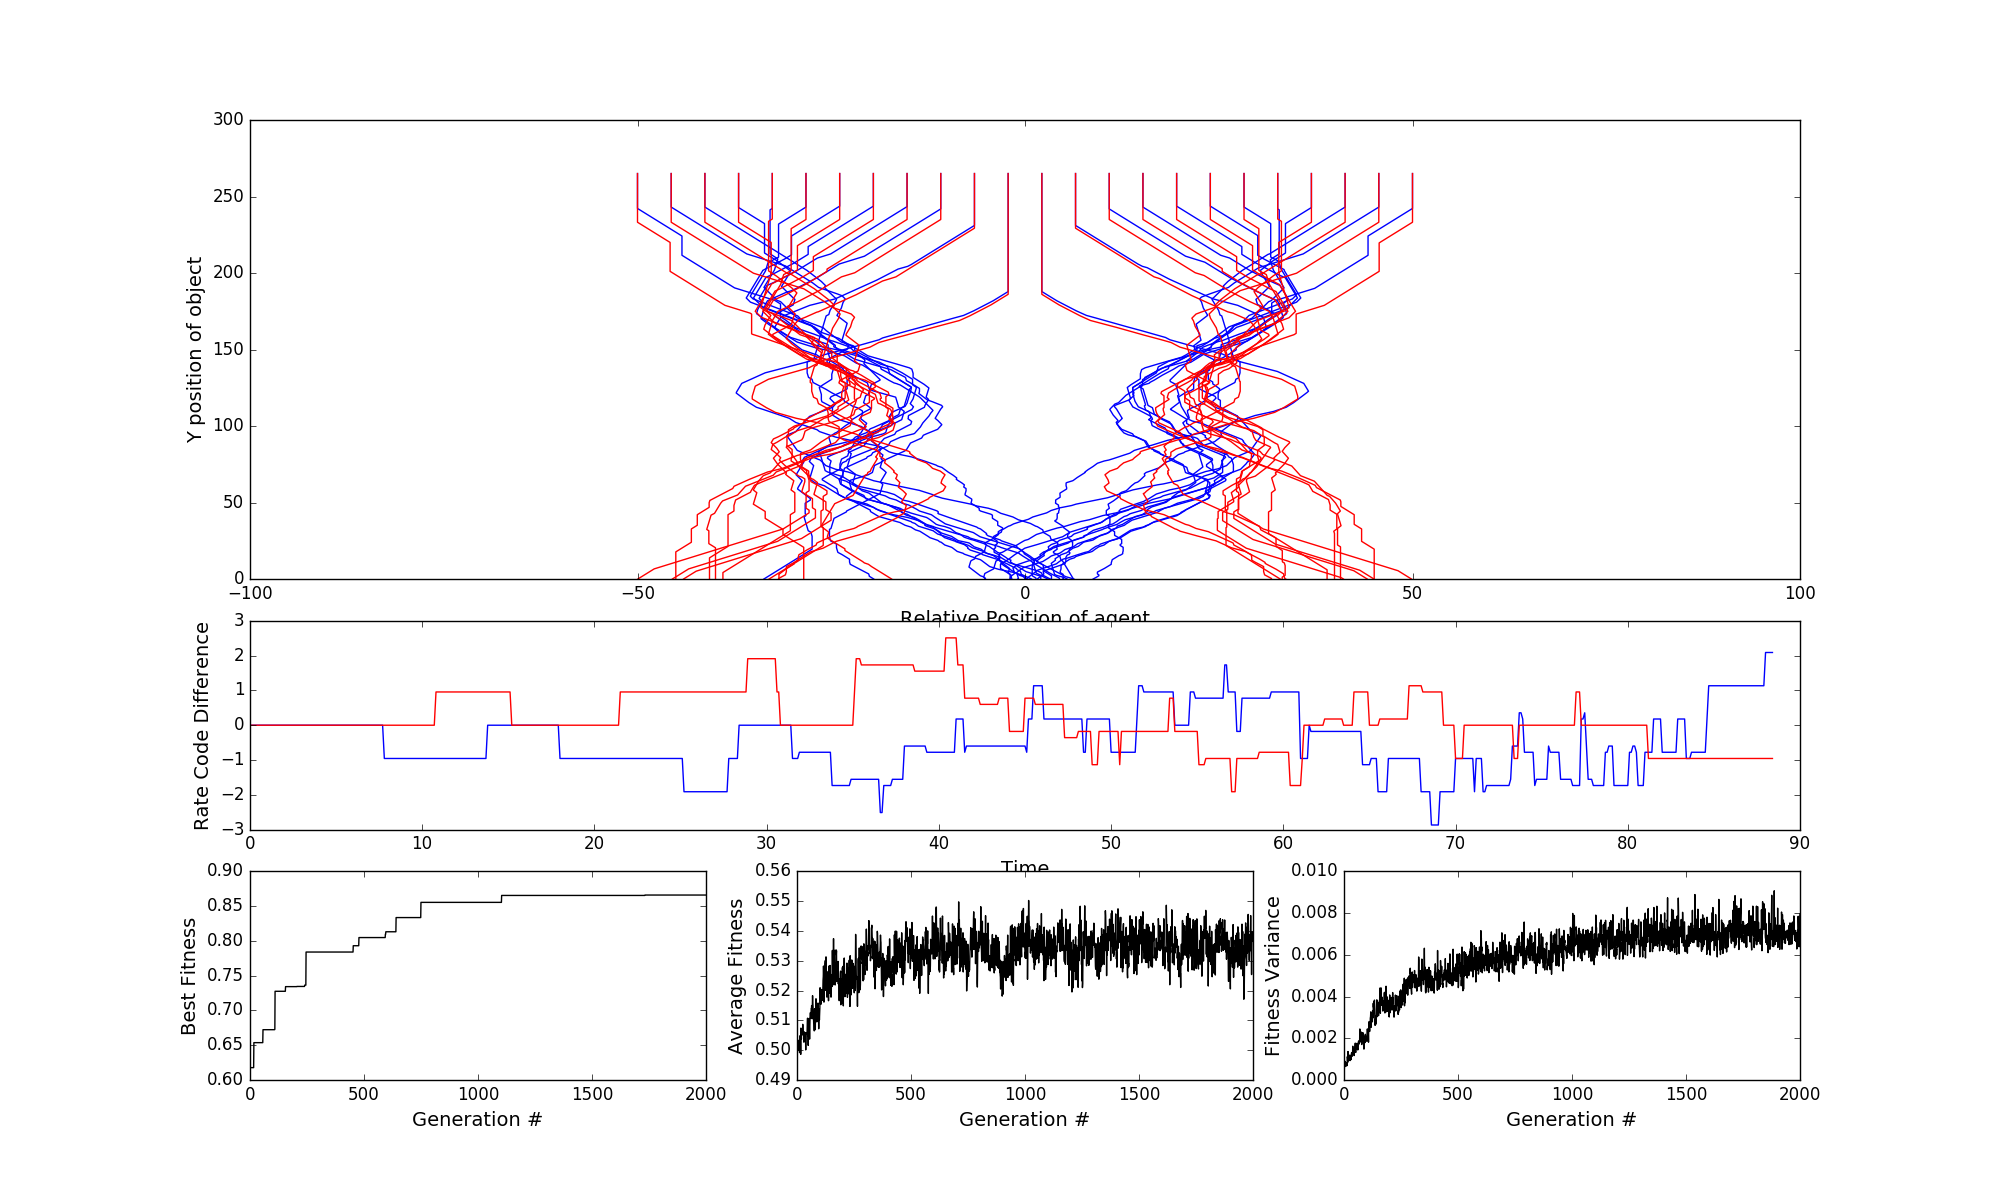 300
250
200
150
100
50
0
Y position of object
−100 −50 0 50 100
Relative Position of agent
3
2
1
0
−1
−2
−3
Rate Code Difference
0 10 20 30 40 50 60 70 80 90
Time
0.90
0.85
0.80
0.75
0.70
0.65
0.60
Best Fitness
0 500 1000 1500 2000
Generation #
0.56
0.55
0.54
0.53
0.52
0.51
0.50
0.49
Average Fitness
0 500 1000 1500 2000
Generation #
0.010
0.008
0.006
0.004
0.002
0.000
Fitness Variance
0 500 1000 1500 2000
Generation #